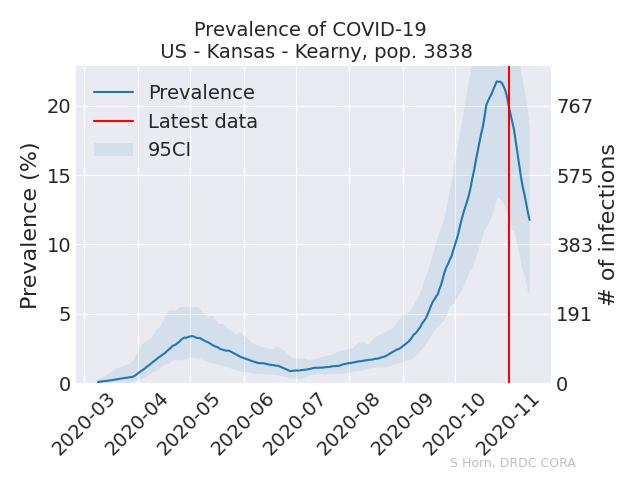 Prevalence of COVID-19
US - Kansas - Kearny, pop. 3838
Prevalence
Latest data
95CI
Prevalence (%)
20
15
10
5
0
767
575
383
191
0
# of infections
2020-03
2020-04
2020-05
2020-06
2020-07
2020-08
2020-09
2020-10
2020-11
S Horn, DRDC CORA